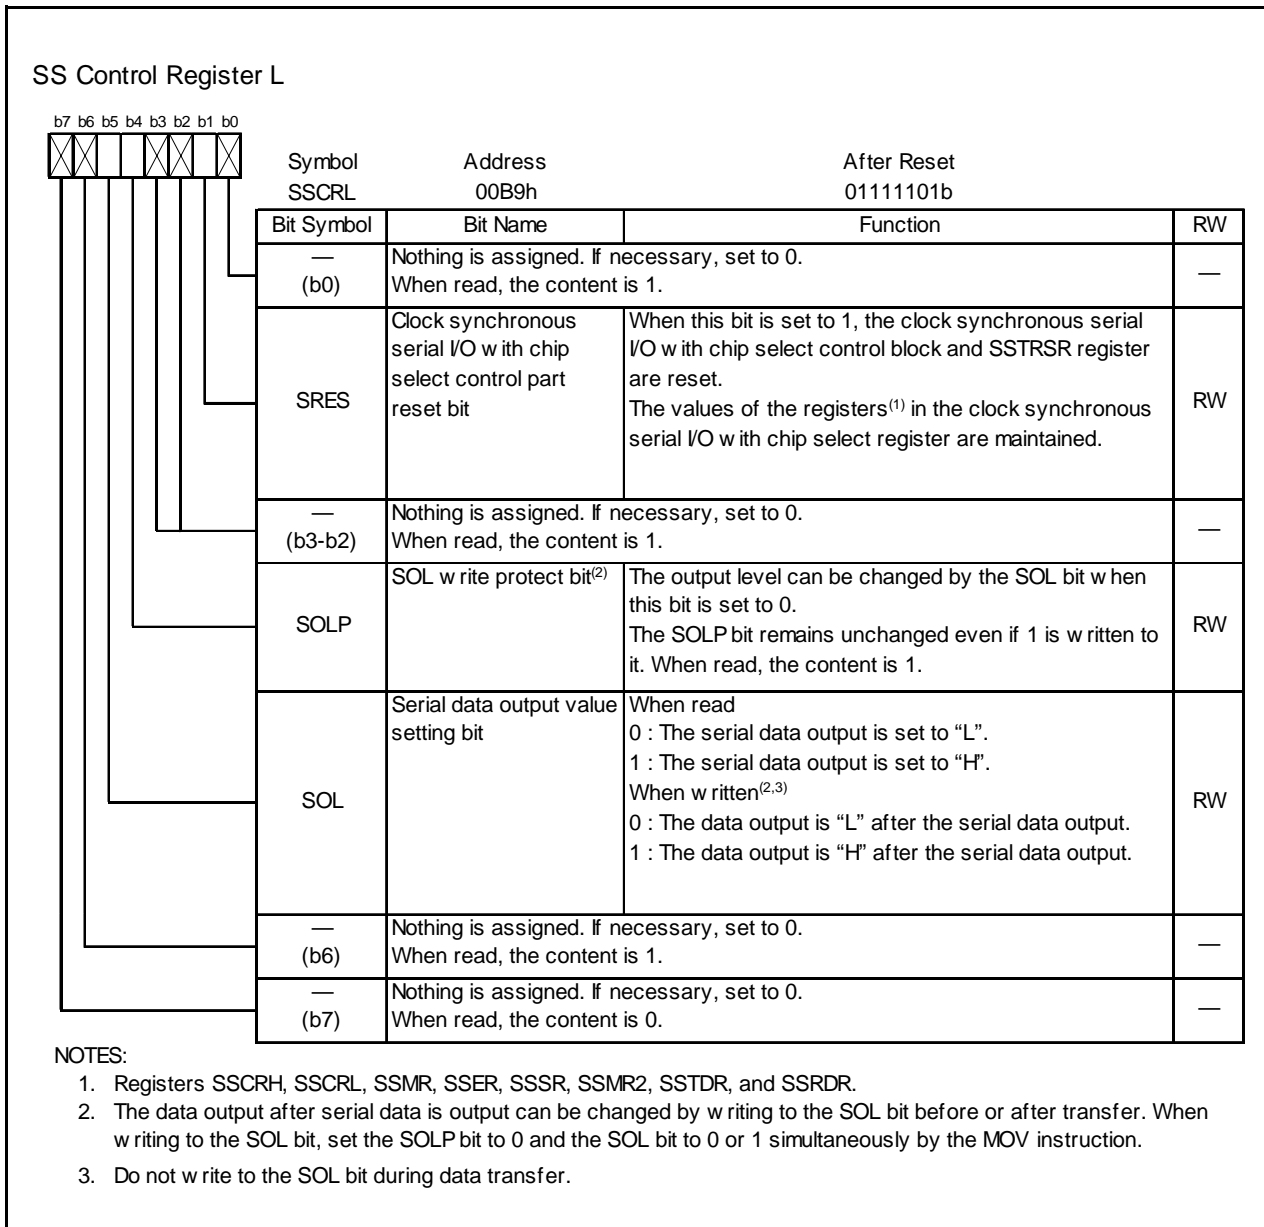 SS Control Register L
b7 b6 b5 b4 b3 b2 b1 b0
Symbol Address After Reset
SSCRL 00B9h 01111101b
Bit Symbol Bit Name Function RW
—
(b0)
Nothing is assigned. If necessary, set to 0.
When read, the content is 1.
—
SRES
Clock synchronous
serial I/O with chip
select control part
reset bit
When this bit is set to 1, the clock synchronous serial
I/O with chip select control block and SSTRSR register
are reset.
The values of the registers(1) in the clock synchronous
serial I/O with chip select register are maintained.
RW
—
(b3-b2)
Nothing is assigned. If necessary, set to 0.
When read, the content is 1.
—
SOLP
SOL write protect bit(2)
The output level can be changed by the SOL bit when
this bit is set to 0.
The SOLP bit remains unchanged even if 1 is written to
it. When read, the content is 1.
RW
SOL
Serial data output value
setting bit
When read
0 : The serial data output is set to “L”.
1 : The serial data output is set to “H”.
When written(2,3)
0 : The data output is “L” after the serial data output.
1 : The data output is “H” after the serial data output.
RW
—
(b6)
Nothing is assigned. If necessary, set to 0.
When read, the content is 1.
—
—
(b7)
Nothing is assigned. If necessary, set to 0.
When read, the content is 0.
—
NOTES:
1. Registers SSCRH, SSCRL, SSMR, SSER, SSSR, SSMR2, SSTDR, and SSRDR.
2. The data output after serial data is output can be changed by writing to the SOL bit before or after transfer. When
writing to the SOL bit, set the SOLP bit to 0 and the SOL bit to 0 or 1 simultaneously by the MOV instruction.
3. Do not write to the SOL bit during data transfer.